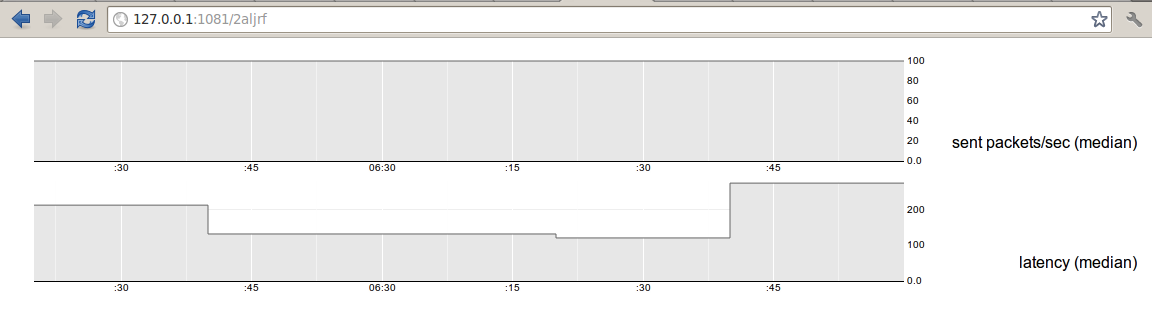 127.0.0.1:1081/2aljrf
100
80
60
40
20
0.0
sent packets/sec (median)
:30 :45 06:30 :15 :30 :45
200
100
0.0
latency (median)
:30 :45 06:30 :15 :30 :45